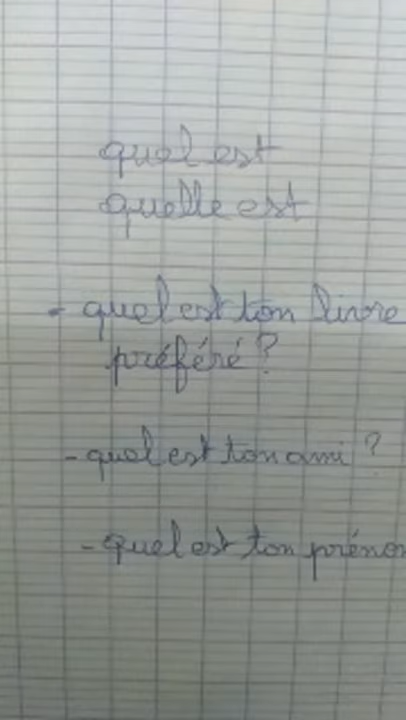 quel est
quelle est
- quel est ton livre
préféré ?
- quel est ton ami ?
- quel est ton prénom